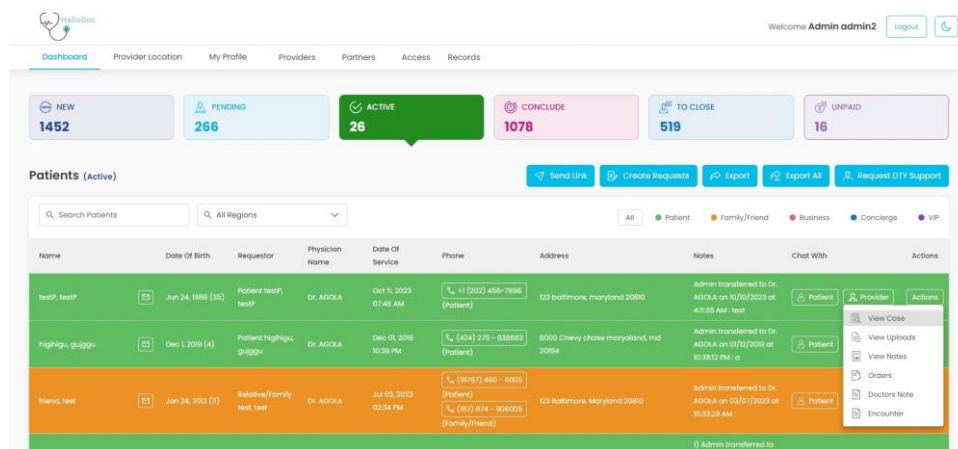 HalloDoc
Welcome Admin admin2 Logout
Dashboard Provider Location My Profile Providers Partners Access Records
NEW PENDING ACTIVE CONCLUDE TO CLOSE UNPAID
1452 266 26 1078 519 16
Patients (Active) Send Link Create Requests Export Export All Request DTY Support
Search Patients All Regions All Patient Family/Friend Business Concierge VIP
Name Date Of Birth Requestor Physician Name Date Of Service Phone Address Notes Chat With Actions
testP, testP Jun 24, 1988 (35) Patient testP, testP Dr. AGOLA Oct 11, 2023 07:48 AM +1 (202) 456-7896 (Patient) 123 baltimore, maryland 20810 Admin transferred to Dr. AGOLA on 10/10/2023 at 4:11:38 AM : test Patient Provider Actions
higihigu, gujggu Dec 1, 2019 (4) Patient higihigu, gujggu Dr. AGOLA Dec 01, 2019 10:38 PM (424) 275 - 839683 (Patient) 8000 Chevy chase maryoland, md 20194 Admin transferred to Dr. AGOLA on 01/12/2019 at 10:38:12 PM : a Patient
friend, test Jan 24, 2012 (11) Relative/Family test, test Dr. AGOLA Jul 03, 2023 02:34 PM (91787) 490 - 6005 (Patient) (917) 874 - 906005 (Family/Friend) 123 Baltimore, Maryland 20810 Admin transferred to Dr. AGOLA on 03/07/2023 at 10:33:29 AM : Patient
View Case
View Uploads
View Notes
Orders
Doctors Note
Encounter
1) Admin transferred to